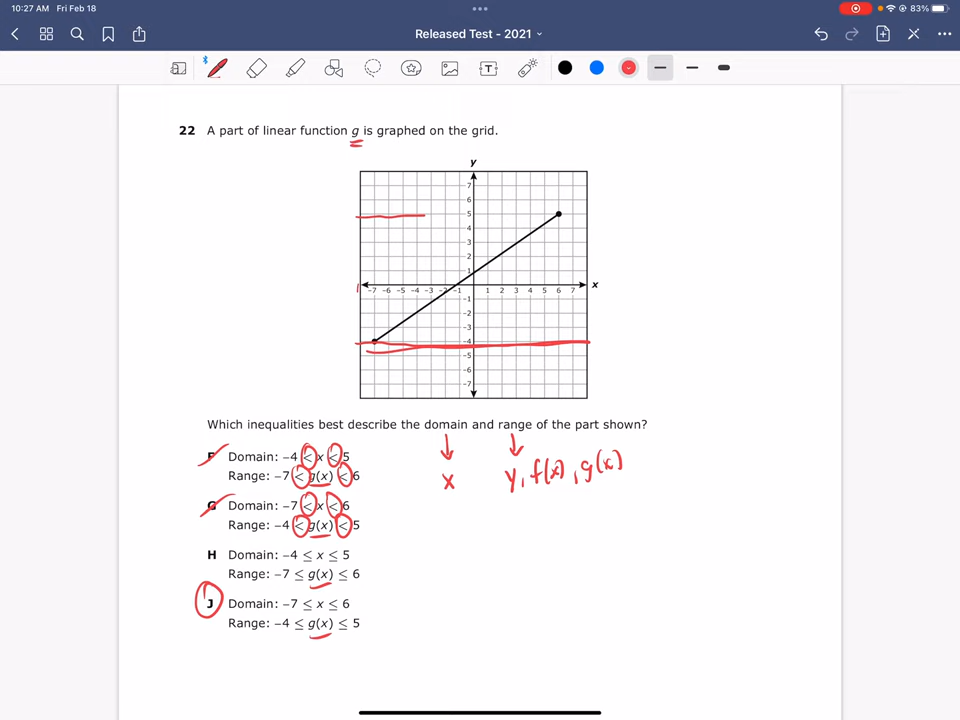 10:27 AM Fri Feb 18
83%
Released Test - 2021
22 A part of linear function g is graphed on the grid.
y
7
6
5
4
3
2
1
-7 -6 -5 -4 -3 -2 -1 1 2 3 4 5 6 7 x
-1
-2
-3
-4
-5
-6
-7
Which inequalities best describe the domain and range of the part shown?
F Domain: −4 < x < 5
Range: −7 < g(x) < 6
x y, f(x), g(x)
G Domain: −7 < x < 6
Range: −4 < g(x) < 5
H Domain: −4 ≤ x ≤ 5
Range: −7 ≤ g(x) ≤ 6
J Domain: −7 ≤ x ≤ 6
Range: −4 ≤ g(x) ≤ 5